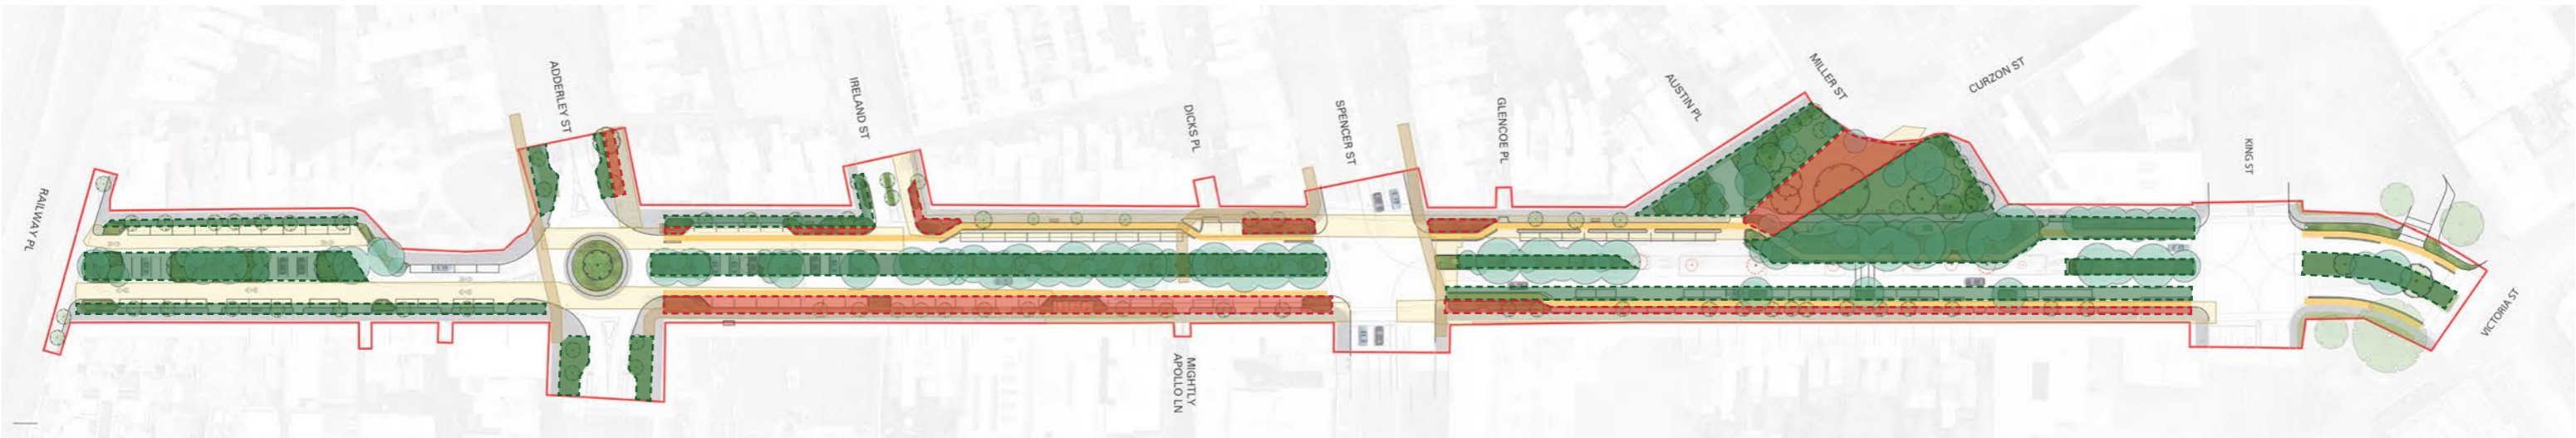 RAILWAY PL
ADDERLEY ST
IRELAND ST
DICKS PL
SPENCER ST
GLENCOE PL
AUSTIN PL
MILLER ST
CURZON ST
KING ST
VICTORIA ST
MIGHTLY
APOLLO LN